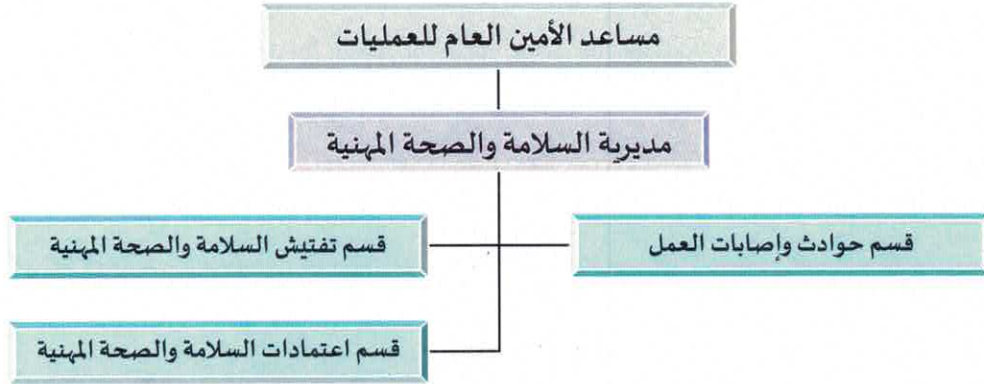 مساعد الأمين العام للعمليات
مديرية السلامة والصحة المهنية
قسم حوادث وإصابات العمل
قسم تفتيش السلامة والصحة المهنية
قسم اعتمادات السلامة والصحة المهنية